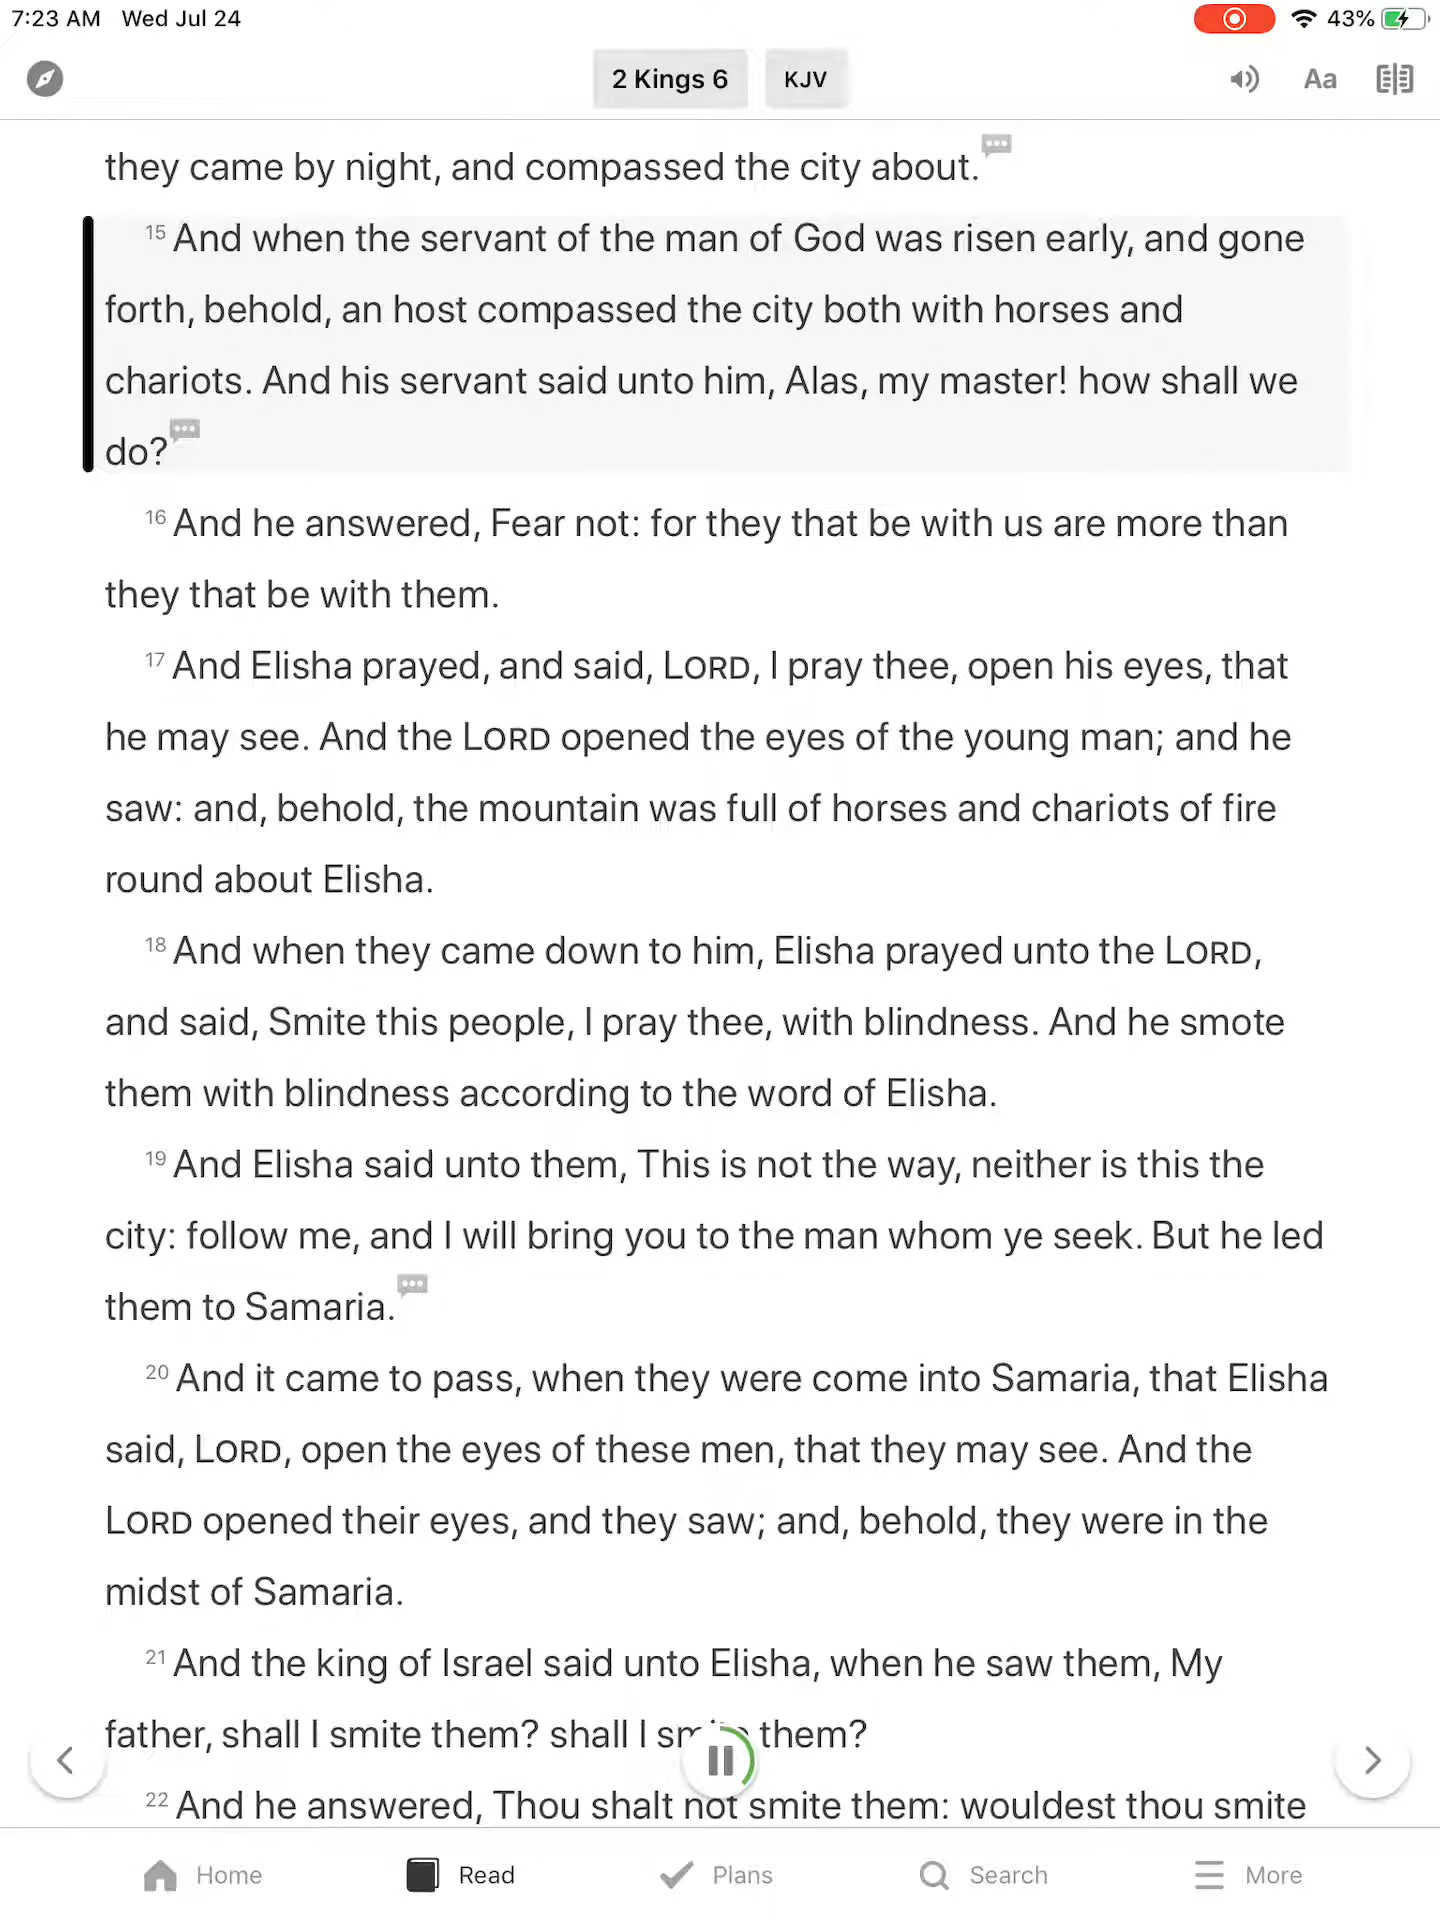 7:23 AM Wed Jul 24 43%
2 Kings 6 KJV Aa
they came by night, and compassed the city about.
15 And when the servant of the man of God was risen early, and gone
forth, behold, an host compassed the city both with horses and
chariots. And his servant said unto him, Alas, my master! how shall we
do?
16 And he answered, Fear not: for they that be with us are more than
they that be with them.
17 And Elisha prayed, and said, LORD, I pray thee, open his eyes, that
he may see. And the LORD opened the eyes of the young man; and he
saw: and, behold, the mountain was full of horses and chariots of fire
round about Elisha.
18 And when they came down to him, Elisha prayed unto the LORD,
and said, Smite this people, I pray thee, with blindness. And he smote
them with blindness according to the word of Elisha.
19 And Elisha said unto them, This is not the way, neither is this the
city: follow me, and I will bring you to the man whom ye seek. But he led
them to Samaria.
20 And it came to pass, when they were come into Samaria, that Elisha
said, LORD, open the eyes of these men, that they may see. And the
LORD opened their eyes, and they saw; and, behold, they were in the
midst of Samaria.
21 And the king of Israel said unto Elisha, when he saw them, My
father, shall I smite them? shall I them?
22 And he answered, Thou shalt not smite them: wouldest thou smite
Home Read Plans Search More